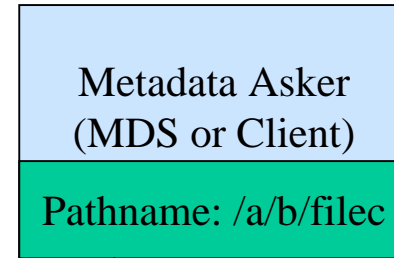 Metadata Asker
(MDS or Client)
Pathname: /a/b/filec